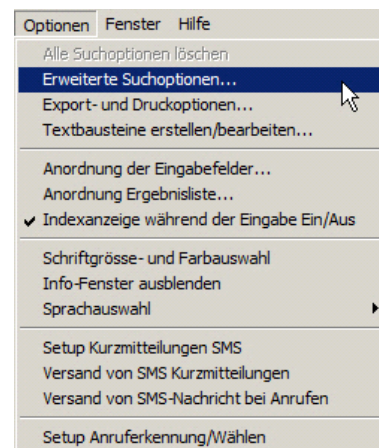 Optionen Fenster Hilfe
Alle Suchoptionen löschen
Erweiterte Suchoptionen...
Export- und Druckoptionen...
Textbausteine erstellen/bearbeiten...
Anordnung der Eingabefelder...
Anordnung Ergebnisliste...
Indexanzeige während der Eingabe Ein/Aus
Schriftgrösse- und Farbauswahl
Info-Fenster ausblenden
Sprachauswahl
Setup Kurzmitteilungen SMS
Versand von SMS Kurzmitteilungen
Versand von SMS-Nachricht bei Anrufen
Setup Anruferkennung/Wählen